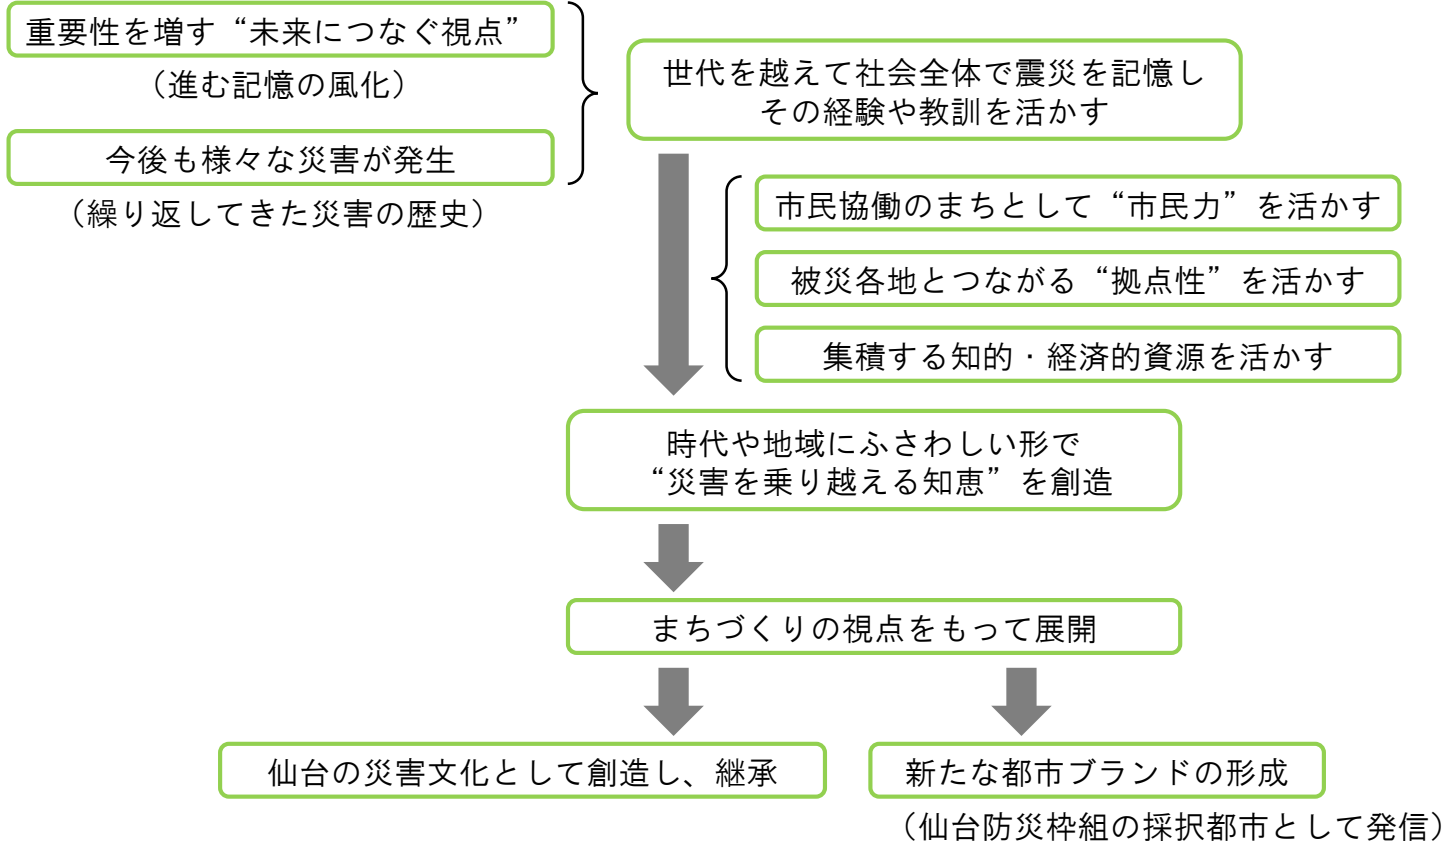 重要性を増す“未来につなぐ視点”
（進む記憶の風化）
今後も様々な災害が発生
（繰り返してきた災害の歴史）
世代を越えて社会全体で震災を記憶し
その経験や教訓を活かす
市民協働のまちとして“市民力”を活かす
被災各地とつながる“拠点性”を活かす
集積する知的・経済的資源を活かす
時代や地域にふさわしい形で
“災害を乗り越える知恵”を創造
まちづくりの視点をもって展開
仙台の災害文化として創造し、継承
新たな都市ブランドの形成
（仙台防災枠組の採択都市として発信）